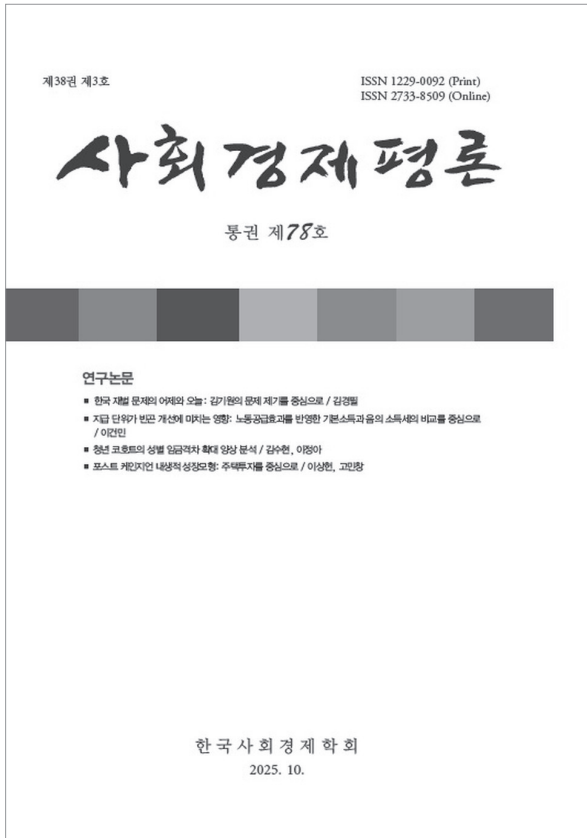 제38권 제3호
ISSN 1229-0092 (Print)
ISSN 2733-8509 (Online)
사회경제평론
통권 제78호
연구논문
■ 한국 재벌 문제의 어제와 오늘: 김기원의 문제 제기를 중심으로 / 김경필
■ 지급 단위가 빈곤 개선에 미치는 영향: 노동공급효과를 반영한 기본소득과 음의 소득세의 비교를 중심으로
/ 이건민
■ 청년 코호트의 성별 임금격차 확대 양상 분석 / 김수현, 이정아
■ 포스트 케인지언 내생적 성장모형: 주택투자를 중심으로 / 이상헌, 고민창
한국사회경제학회
2025. 10.